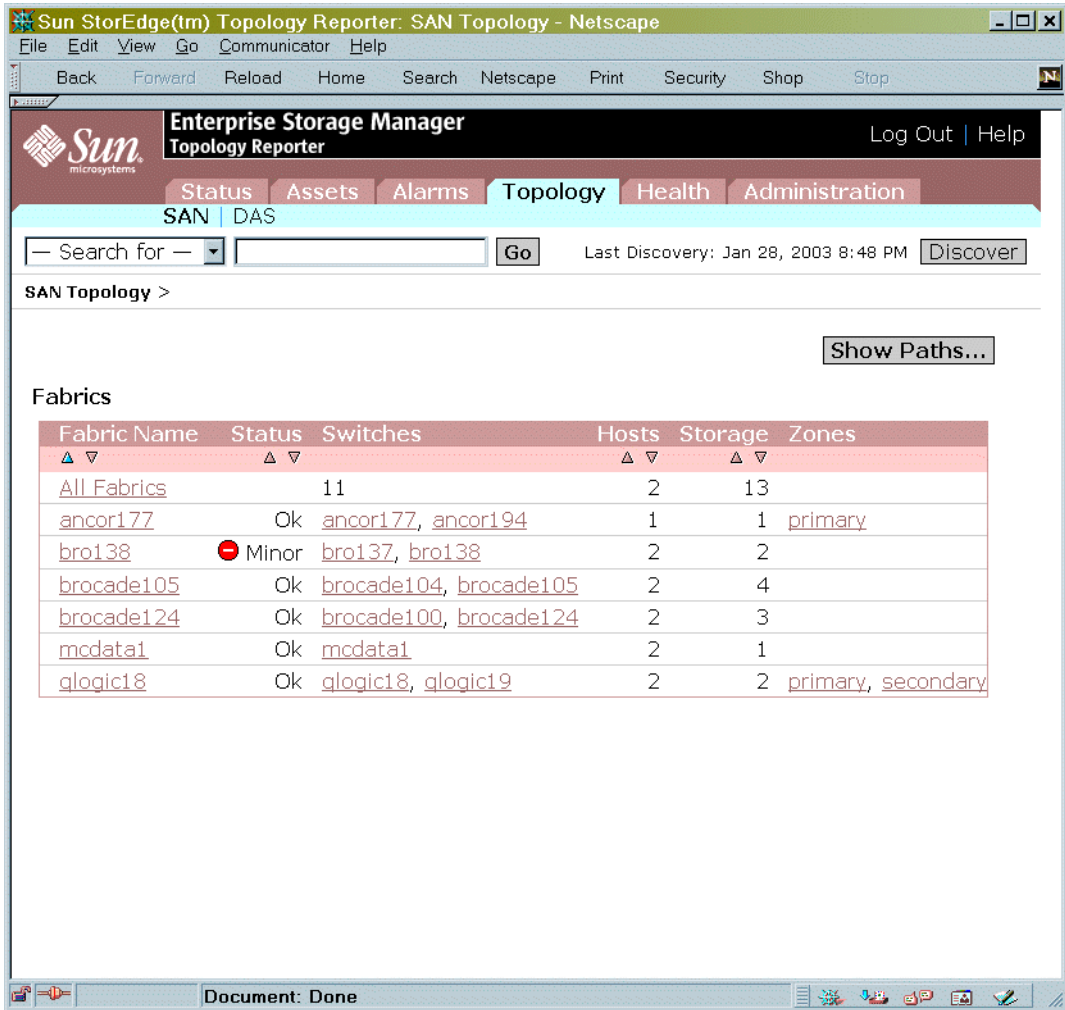 Sun StorEdge(tm) Topology Reporter: SAN Topology - Netscape
File Edit View Go Communicator Help
Back Forward Reload Home Search Netscape Print Security Shop Stop
N
Sun microsystems
Enterprise Storage Manager
Topology Reporter
Log Out | Help
Status Assets Alarms Topology Health Administration
SAN | DAS
— Search for — Go Last Discovery: Jan 28, 2003 8:48 PM Discover
SAN Topology >
Show Paths...
Fabrics
Fabric Name Status Switches Hosts Storage Zones
All Fabrics 11 2 13
ancor177 Ok ancor177, ancor194 1 1 primary
bro138 Minor bro137, bro138 2 2
brocade105 Ok brocade104, brocade105 2 4
brocade124 Ok brocade100, brocade124 2 3
mcdata1 Ok mcdata1 2 1
qlogic18 Ok qlogic18, qlogic19 2 2 primary, secondary
Document: Done